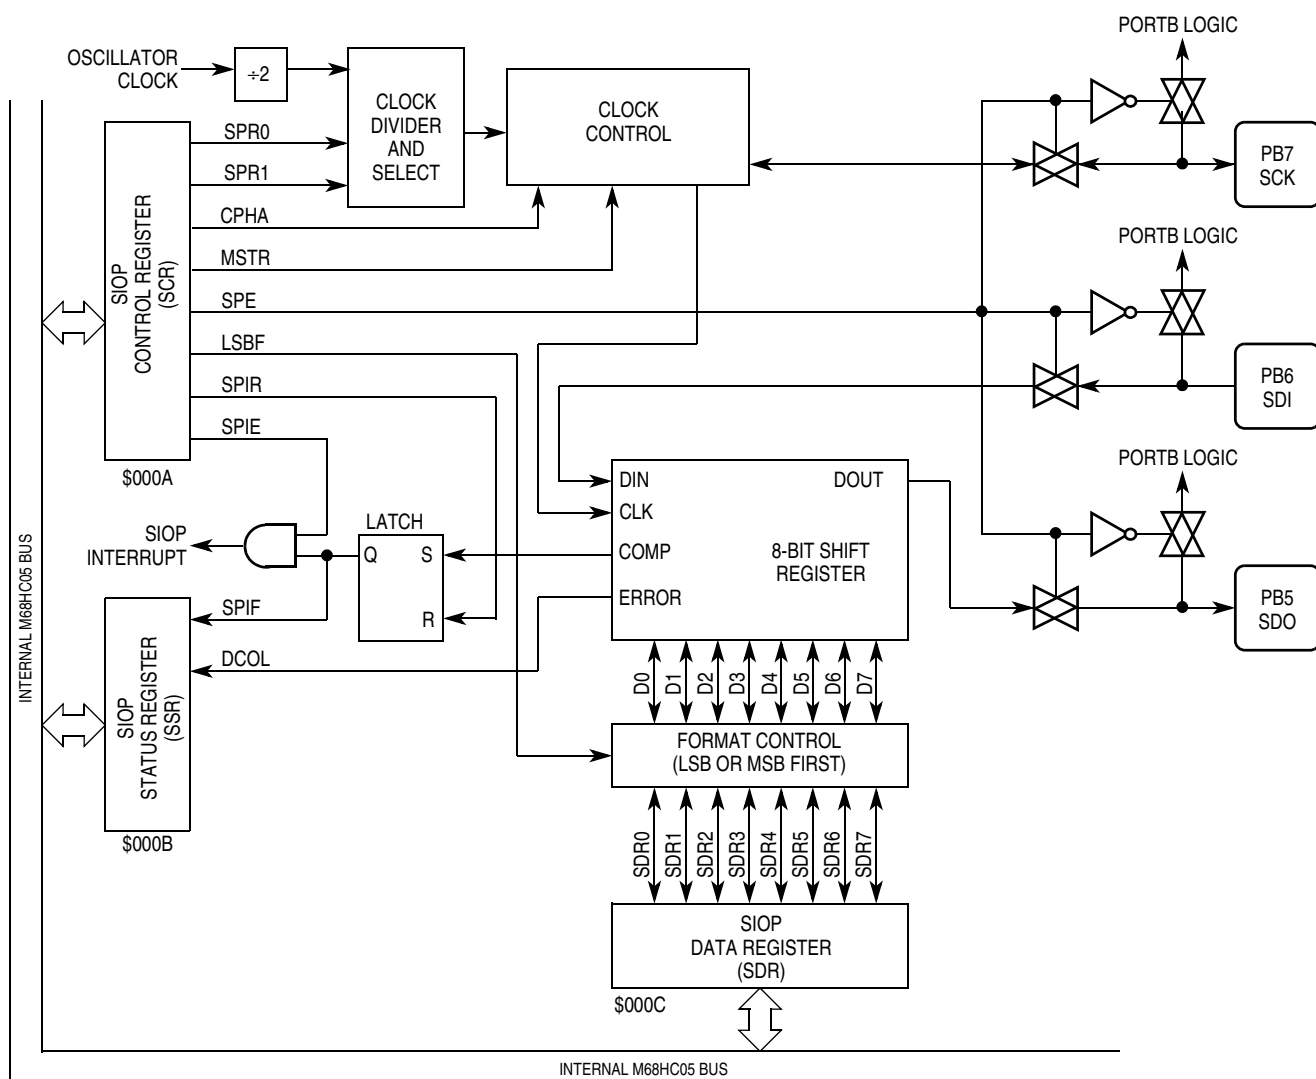 PORTB LOGIC
OSCILLATOR
CLOCK
÷2
CLOCK
DIVIDER
AND
SELECT
CLOCK
CONTROL
PB7
SCK
SIOP
CONTROL REGISTER
(SCR)
SPR0
SPR1
CPHA
MSTR
SPE
LSBF
SPIR
SPIE
$000A
PORTB LOGIC
PB6
SDI
PORTB LOGIC
PB5
SDO
SIOP
INTERRUPT
LATCH
Q
S
R
DIN
CLK
COMP
ERROR
DOUT
8-BIT SHIFT
REGISTER
SPIF
DCOL
SIOP
STATUS REGISTER
(SSR)
$000B
D0
D1
D2
D3
D4
D5
D6
D7
FORMAT CONTROL
(LSB OR MSB FIRST)
SDR0
SDR1
SDR2
SDR3
SDR4
SDR5
SDR6
SDR7
SIOP
DATA REGISTER
(SDR)
$000C
INTERNAL M68HC05 BUS
INTERNAL M68HC05 BUS